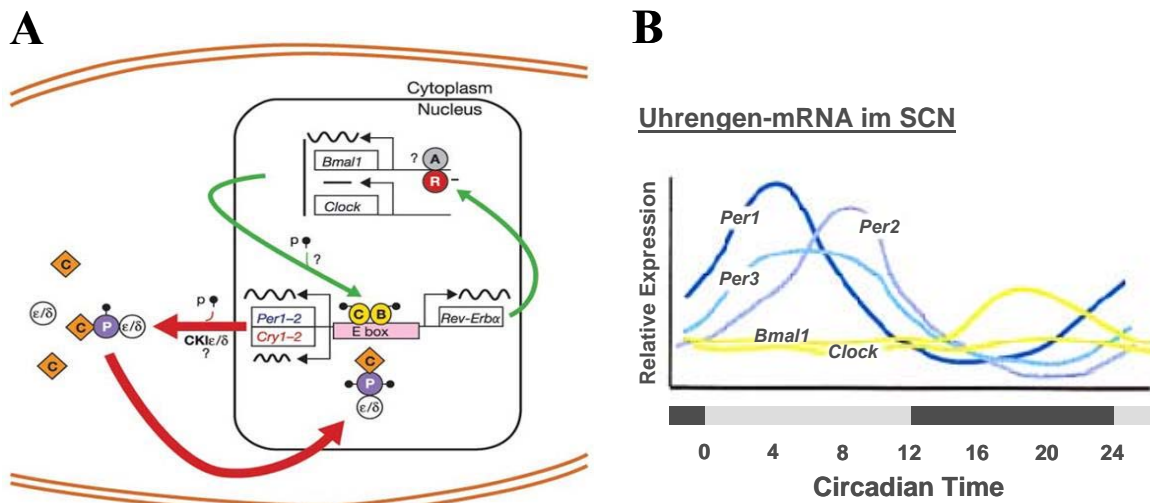 A
Cytoplasm
Nucleus
Bmal1
?
A
R
–
Clock
p
?
C
C
ε/δ
C
P
ε/δ
p
CKIε/δ
?
C
Per1–2
Cry1–2
C
B
E box
Rev-Erbα
C
P
ε/δ
B
Uhrengen-mRNA im SCN
Relative Expression
Per1
Per2
Per3
Bmal1
Clock
0 4 8 12 16 20 24
Circadian Time